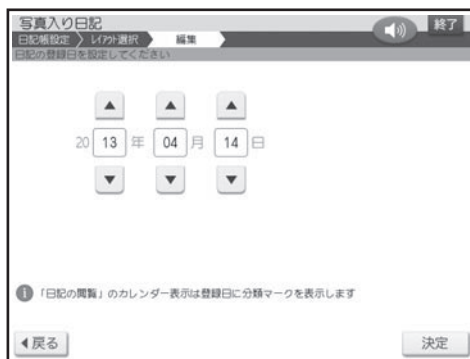 写真入り日記
終了
日記帳設定 レイアウト選択 編集
日記の登録日を設定してください
20 13 年 04 月 14 日
「日記の閲覧」のカレンダー表示は登録日に分類マークを表示します
戻る
決定